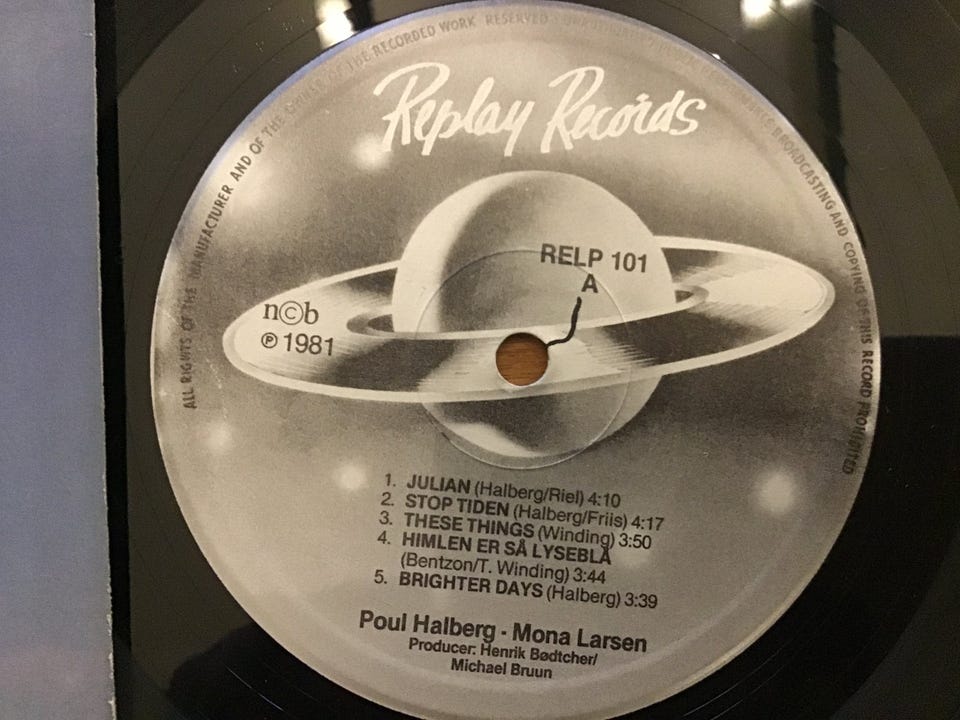 ALL RIGHTS OF THE MANUFACTURER AND OF THE OWNER OF THE RECORDED WORK RESERVED · UNAUTHORIZED PUBLIC PERFORMANCE BROADCASTING AND COPYING OF THIS RECORD PROHIBITED
Replay Records
RELP 101
A
n©b
℗ 1981
1. JULIAN (Halberg/Riel) 4:10
2. STOP TIDEN (Halberg/Friis) 4:17
3. THESE THINGS (Winding) 3:50
4. HIMLEN ER SÅ LYSEBLÅ
(Bentzon/T. Winding) 3:44
5. BRIGHTER DAYS (Halberg) 3:39
Poul Halberg - Mona Larsen
Producer: Henrik Bødtcher/
Michael Bruun